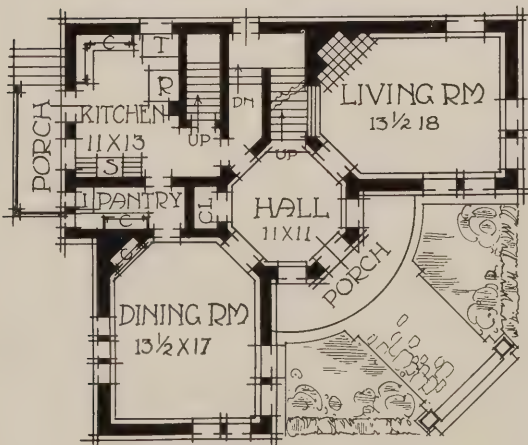 C
T
R
KITCHEN
11 X 13
PORCH
S
UP
DN
UP
LIVING RM
13½ 18
PANTRY
C
CL
HALL
11 X 11
PORCH
DINING RM
13½ X 17